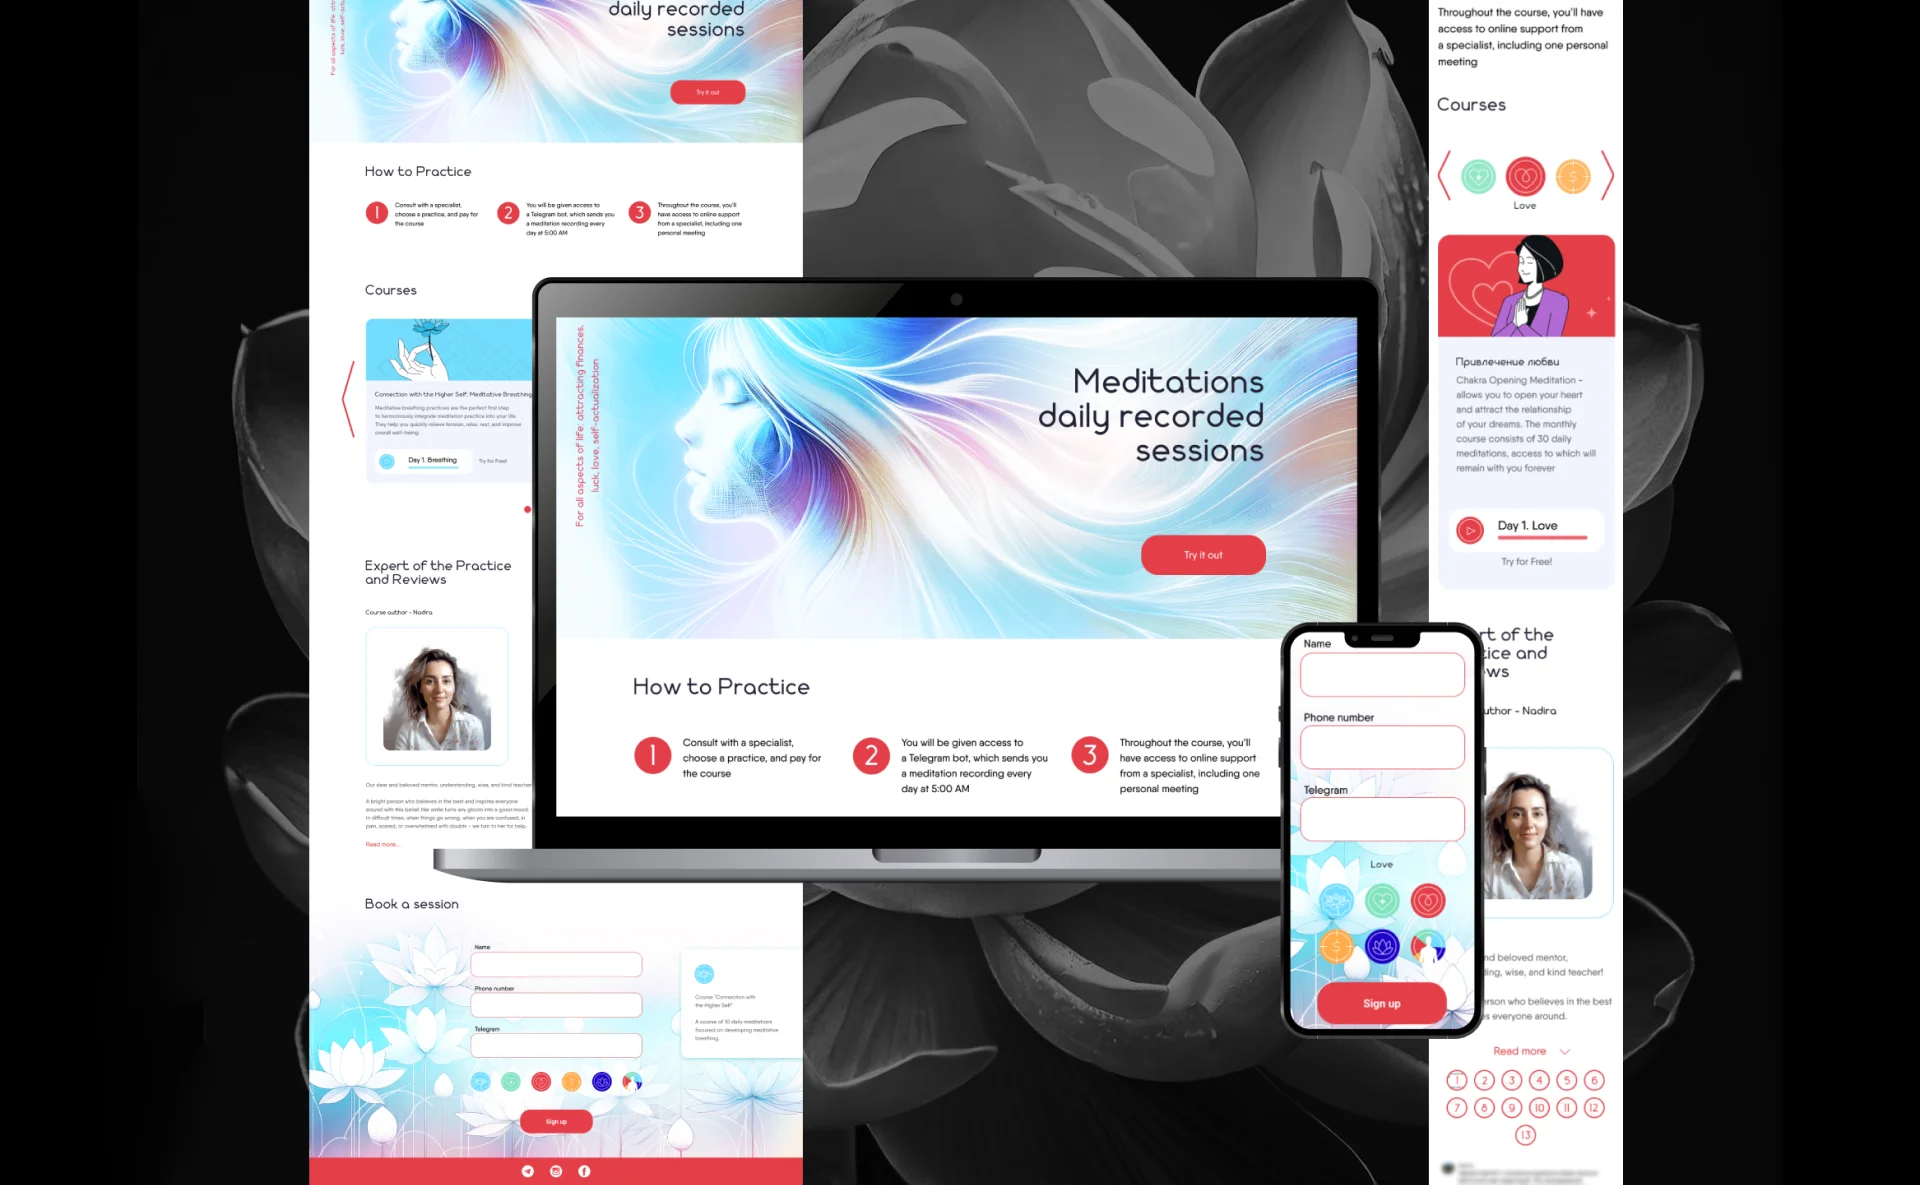 daily recorded
sessions
For all aspects of life:
luck, love,
Try it out
How to Practice
1
Consult with a specialist,
choose a practice, and pay for
the course
2
You will be given access to
a Telegram bot, which sends you
a meditation recording every
day at 5:00 AM
3
Throughout the course, you'll
have access to online support
from a specialist, including one
personal meeting
Courses
Connection with the Higher Self. Meditative Breathing
Meditative breathing practices are the perfect first step
to harmoniously integrate meditation practice into your life.
They help you quickly relieve tension, relax, rest, and improve
overall well-being.
Day 1. Breathing
Try for Free!
Expert of the Practice
and Reviews
Course author - Nadira
Our dear and beloved mentor, understanding, wise, and kind teacher
A bright person who believes in the best and inspires everyone
around with this belief. Her smile turns any gloom into a good mood.
In difficult times, when things go wrong, when you are confused, in
pain, scared, or overwhelmed with doubts – we turn to her for help.
Read more...
Book a session
Name
Phone number
Telegram
Course "Connection with
the Higher Self"
A course of 10 daily meditations
focused on developing meditative
breathing.
Sign up
For all aspects of life: attracting finances,
luck, love, self-actualization
Meditations
daily recorded
sessions
Try it out
How to Practice
1
Consult with a specialist,
choose a practice, and pay for
the course
2
You will be given access to
a Telegram bot, which sends you
a meditation recording every
day at 5:00 AM
3
Throughout the course, you'll
have access to online support
from a specialist, including one
personal meeting
Name
Phone number
Telegram
Love
Sign up
Throughout the course, you'll have
access to online support from
a specialist, including one personal
meeting
Courses
Love
Привлечение любви
Chakra Opening Meditation –
allows you to open your heart
and attract the relationship
of your dreams. The monthly
course consists of 30 daily
meditations, access to which will
remain with you forever
Day 1. Love
Try for Free!
rt of the
ice and
ws
uthor - Nadira
nd beloved mentor,
ding, wise, and kind teacher!
erson who believes in the best
es everyone around.
Read more
1 2 3 4 5 6
7 8 9 10 11 12
13